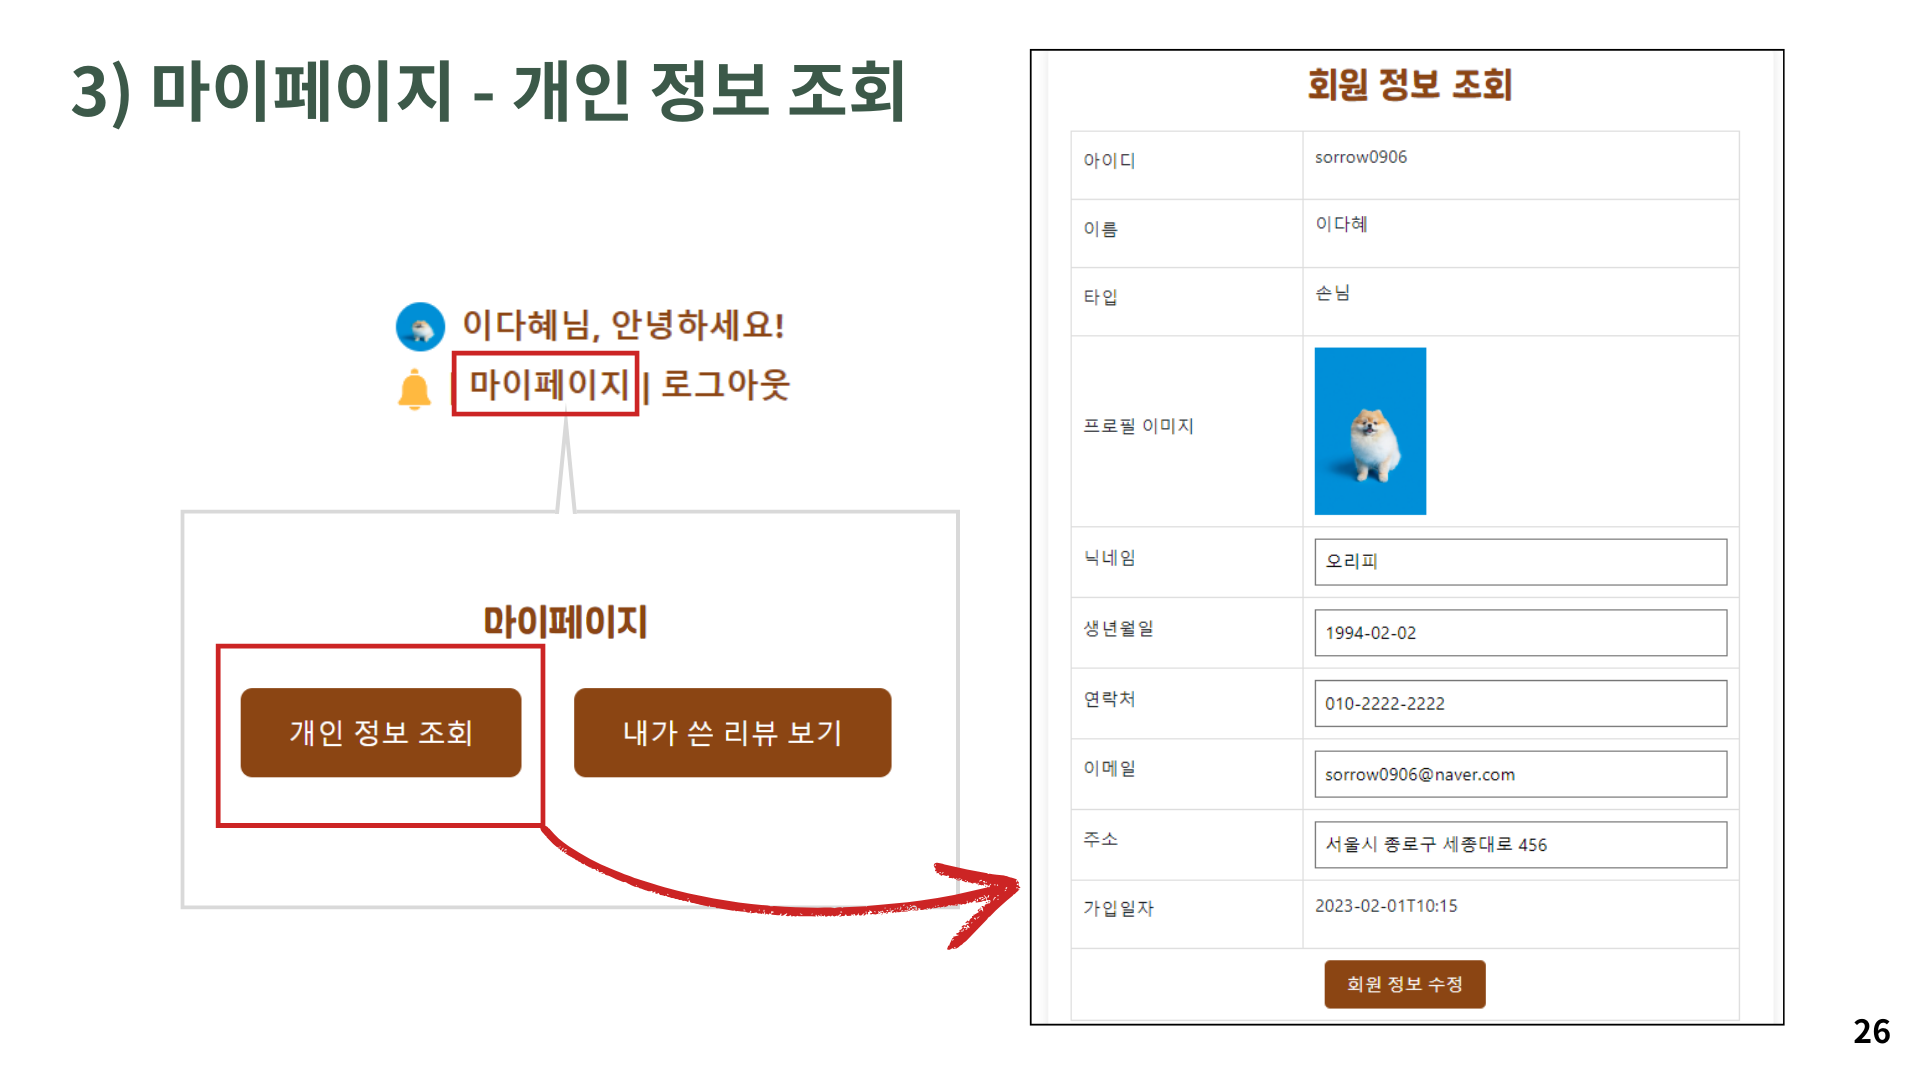 3) 마이페이지 - 개인 정보 조회
이다혜님, 안녕하세요!
| 마이페이지 | 로그아웃
마이페이지
개인 정보 조회
내가 쓴 리뷰 보기
회원 정보 조회
아이디 sorrow0906
이름 이다혜
타입 손님
프로필 이미지
닉네임 오리피
생년월일 1994-02-02
연락처 010-2222-2222
이메일 sorrow0906@naver.com
주소 서울시 종로구 세종대로 456
가입일자 2023-02-01T10:15
회원 정보 수정
26